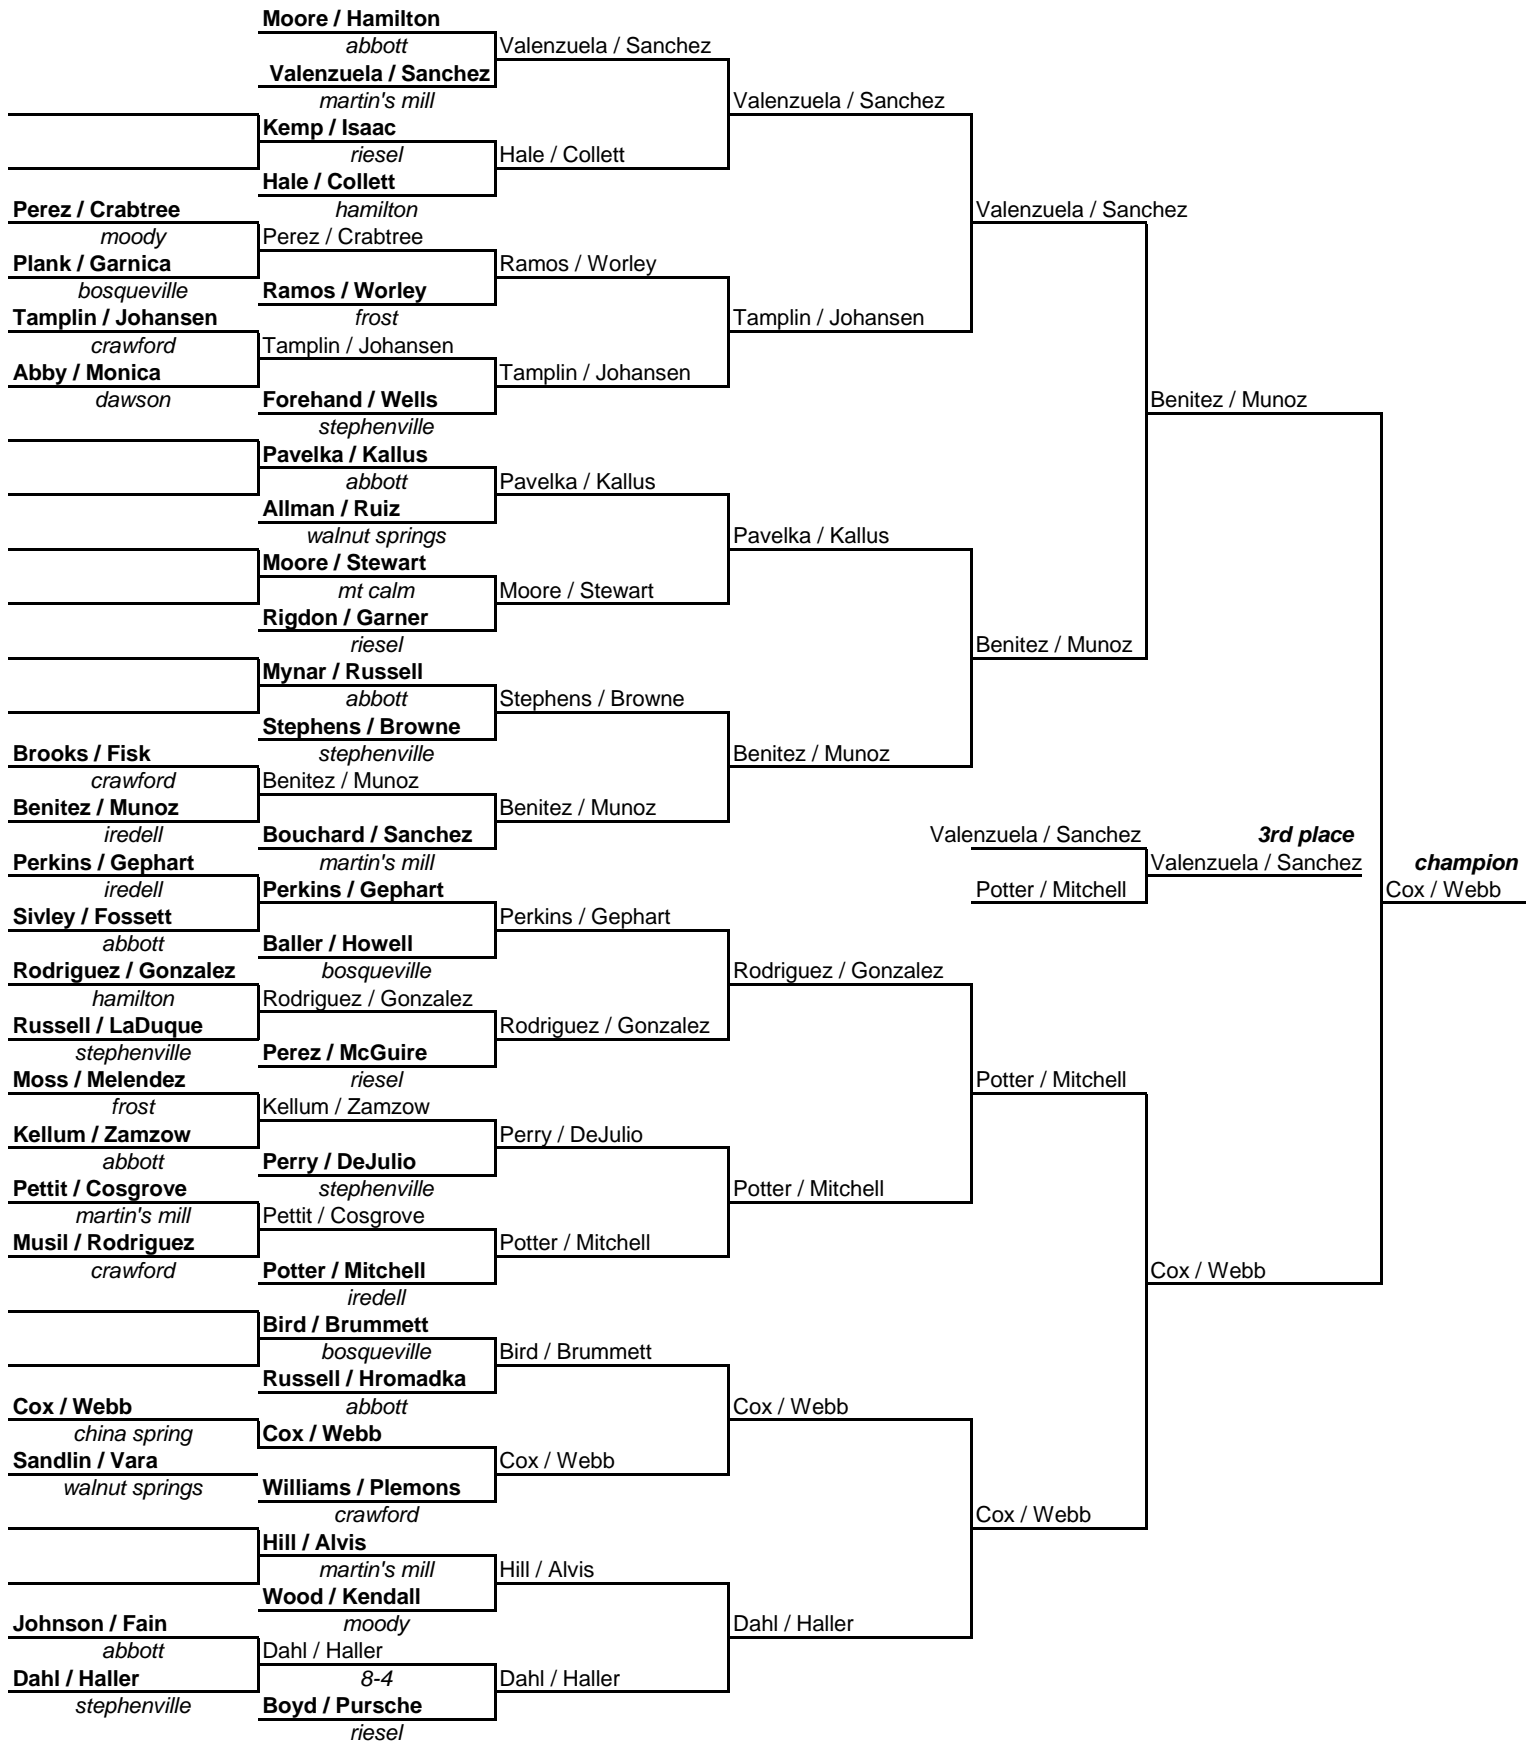 Moore / Hamilton
abbott
Valenzuela / Sanchez
Valenzuela / Sanchez
martin's mill
Valenzuela / Sanchez
Kemp / Isaac
riesel
Hale / Collett
Hale / Collett
Perez / Crabtree
hamilton
Valenzuela / Sanchez
moody
Perez / Crabtree
Plank / Garnica
Ramos / Worley
bosqueville
Ramos / Worley
Tamplin / Johansen
frost
Tamplin / Johansen
crawford
Tamplin / Johansen
Abby / Monica
Tamplin / Johansen
dawson
Forehand / Wells
Benitez / Munoz
stephenville
Pavelka / Kallus
abbott
Pavelka / Kallus
Allman / Ruiz
walnut springs
Pavelka / Kallus
Moore / Stewart
mt calm
Moore / Stewart
Rigdon / Garner
riesel
Benitez / Munoz
Mynar / Russell
abbott
Stephens / Browne
Stephens / Browne
Brooks / Fisk
stephenville
Benitez / Munoz
crawford
Benitez / Munoz
Benitez / Munoz
Benitez / Munoz
iredell
Bouchard / Sanchez
Valenzuela / Sanchez
3rd place
Perkins / Gephart
martin's mill
Valenzuela / Sanchez
champion
iredell
Perkins / Gephart
Potter / Mitchell
Cox / Webb
Sivley / Fossett
Perkins / Gephart
abbott
Baller / Howell
Rodriguez / Gonzalez
bosqueville
Rodriguez / Gonzalez
hamilton
Rodriguez / Gonzalez
Russell / LaDuque
Rodriguez / Gonzalez
stephenville
Perez / McGuire
Moss / Melendez
riesel
Potter / Mitchell
frost
Kellum / Zamzow
Kellum / Zamzow
Perry / DeJulio
abbott
Perry / DeJulio
Pettit / Cosgrove
stephenville
Potter / Mitchell
martin's mill
Pettit / Cosgrove
Musil / Rodriguez
Potter / Mitchell
crawford
Potter / Mitchell
Cox / Webb
iredell
Bird / Brummett
bosqueville
Bird / Brummett
Russell / Hromadka
Cox / Webb
abbott
Cox / Webb
china spring
Cox / Webb
Sandlin / Vara
Cox / Webb
walnut springs
Williams / Plemons
crawford
Cox / Webb
Hill / Alvis
martin's mill
Hill / Alvis
Wood / Kendall
Johnson / Fain
moody
Dahl / Haller
abbott
Dahl / Haller
Dahl / Haller
8-4
Dahl / Haller
stephenville
Boyd / Pursche
riesel